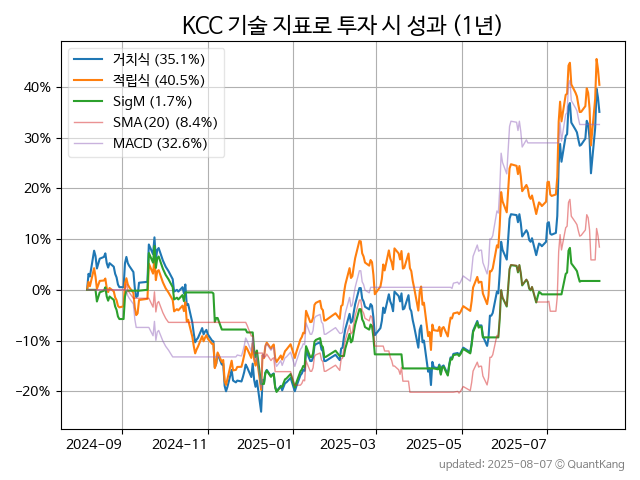 KCC 기술 지표로 투자 시 성과 (1년)
거치식 (35.1%)
적립식 (40.5%)
SigM (1.7%)
SMA(20) (8.4%)
MACD (32.6%)
40%
30%
20%
10%
0%
−10%
−20%
2024-09 2024-11 2025-01 2025-03 2025-05 2025-07
updated: 2025-08-07 © QuantKang